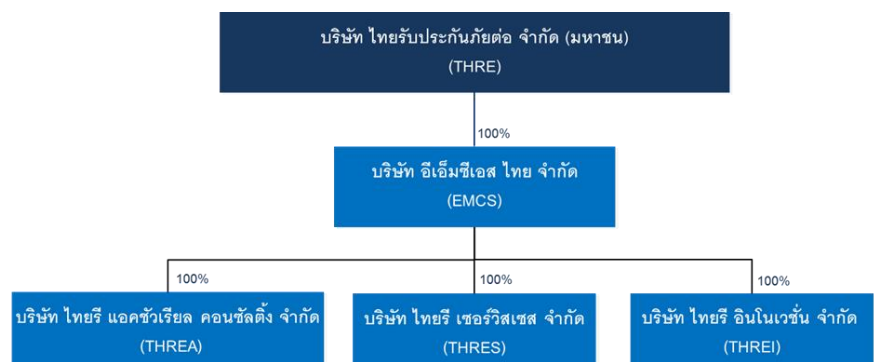 บริษัท ไทยรับประกันภัยต่อ จำกัด (มหาชน)
(THRE)
100%
บริษัท อีเอ็มซีเอส ไทย จำกัด
(EMCS)
100%
100%
100%
บริษัท ไทยรี แอคชัวเรียล คอนซัลติ้ง จำกัด
(THREA)
บริษัท ไทยรี เซอร์วิสเซส จำกัด
(THRES)
บริษัท ไทยรี อินโนเวชั่น จำกัด
(THREI)